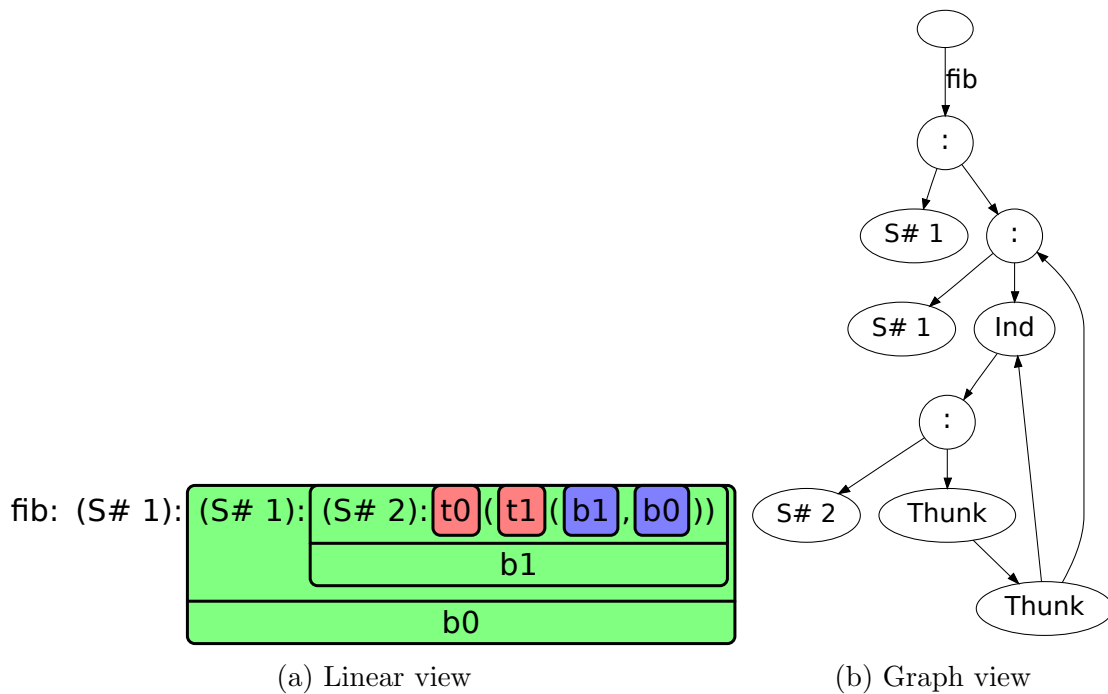 fib
:
S# 1
:
S# 1
Ind
:
S# 2
Thunk
Thunk
fib: (S# 1): (S# 1): (S# 2): t0 ( t1 ( b1 , b0 ))
b1
b0
(a) Linear view
(b) Graph view